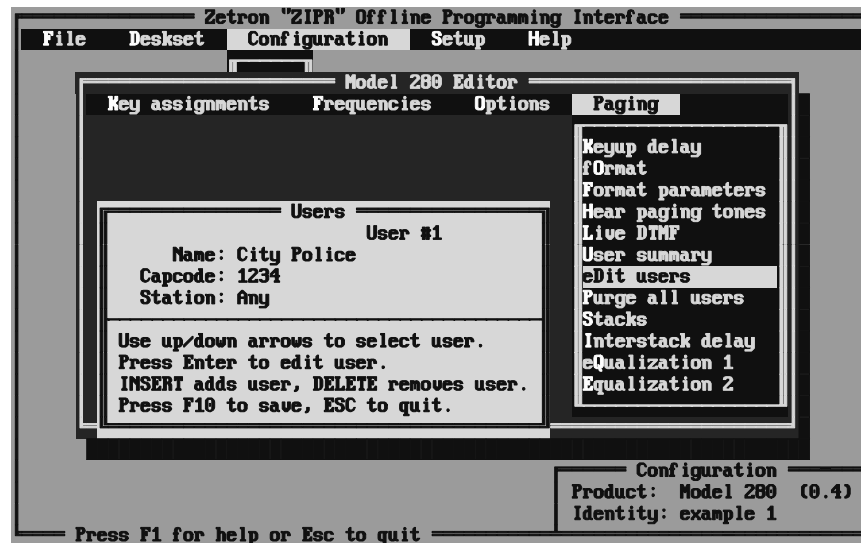 Zetron "ZIPR" Offline Programming Interface
File Deskset Configuration Setup Help
Model 280 Editor
Key assignments Frequencies Options Paging
Keyup delay
fOrmat
Format parameters
Hear paging tones
Live DTMF
User summary
eDit users
Purge all users
Stacks
Interstack delay
eQualization 1
Equalization 2
Users
User #1
Name: City Police
Capcode: 1234
Station: Any
Use up/down arrows to select user.
Press Enter to edit user.
INSERT adds user, DELETE removes user.
Press F10 to save, ESC to quit.
Configuration
Product: Model 280 (0.4)
Identity: example 1
Press F1 for help or Esc to quit